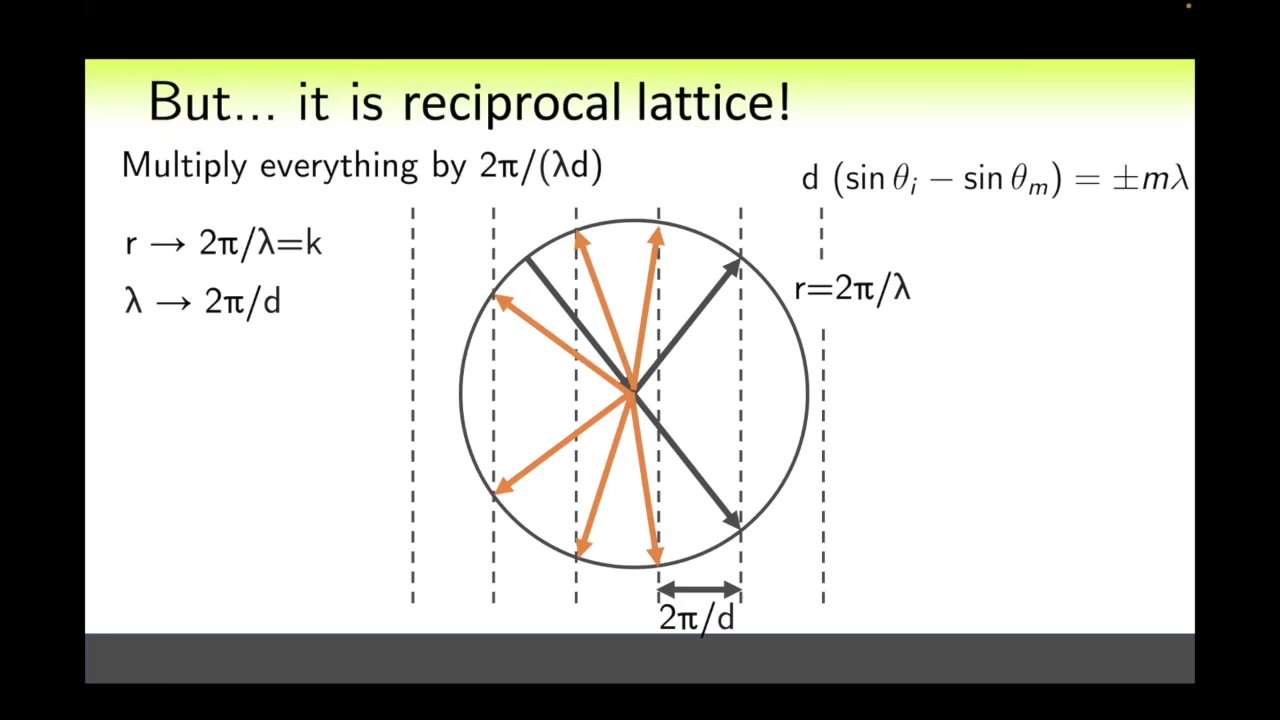 But... it is reciprocal lattice!
Multiply everything by 2π/(λd)
d (sin θᵢ − sin θₘ) = ±mλ
r → 2π/λ=k
λ → 2π/d
r=2π/λ
2π/d